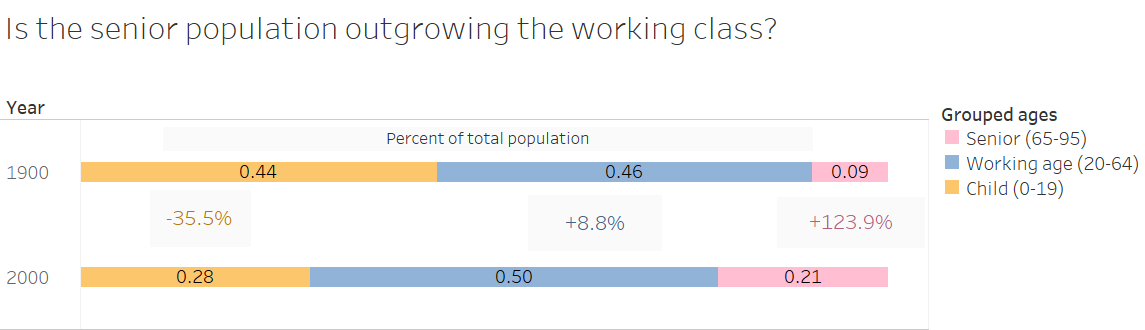 Is the senior population outgrowing the working class?
Year
Grouped ages
Percent of total population
Senior (65-95)
Working age (20-64)
Child (0-19)
1900
0.44 0.46 0.09
-35.5% +8.8% +123.9%
2000
0.28 0.50 0.21